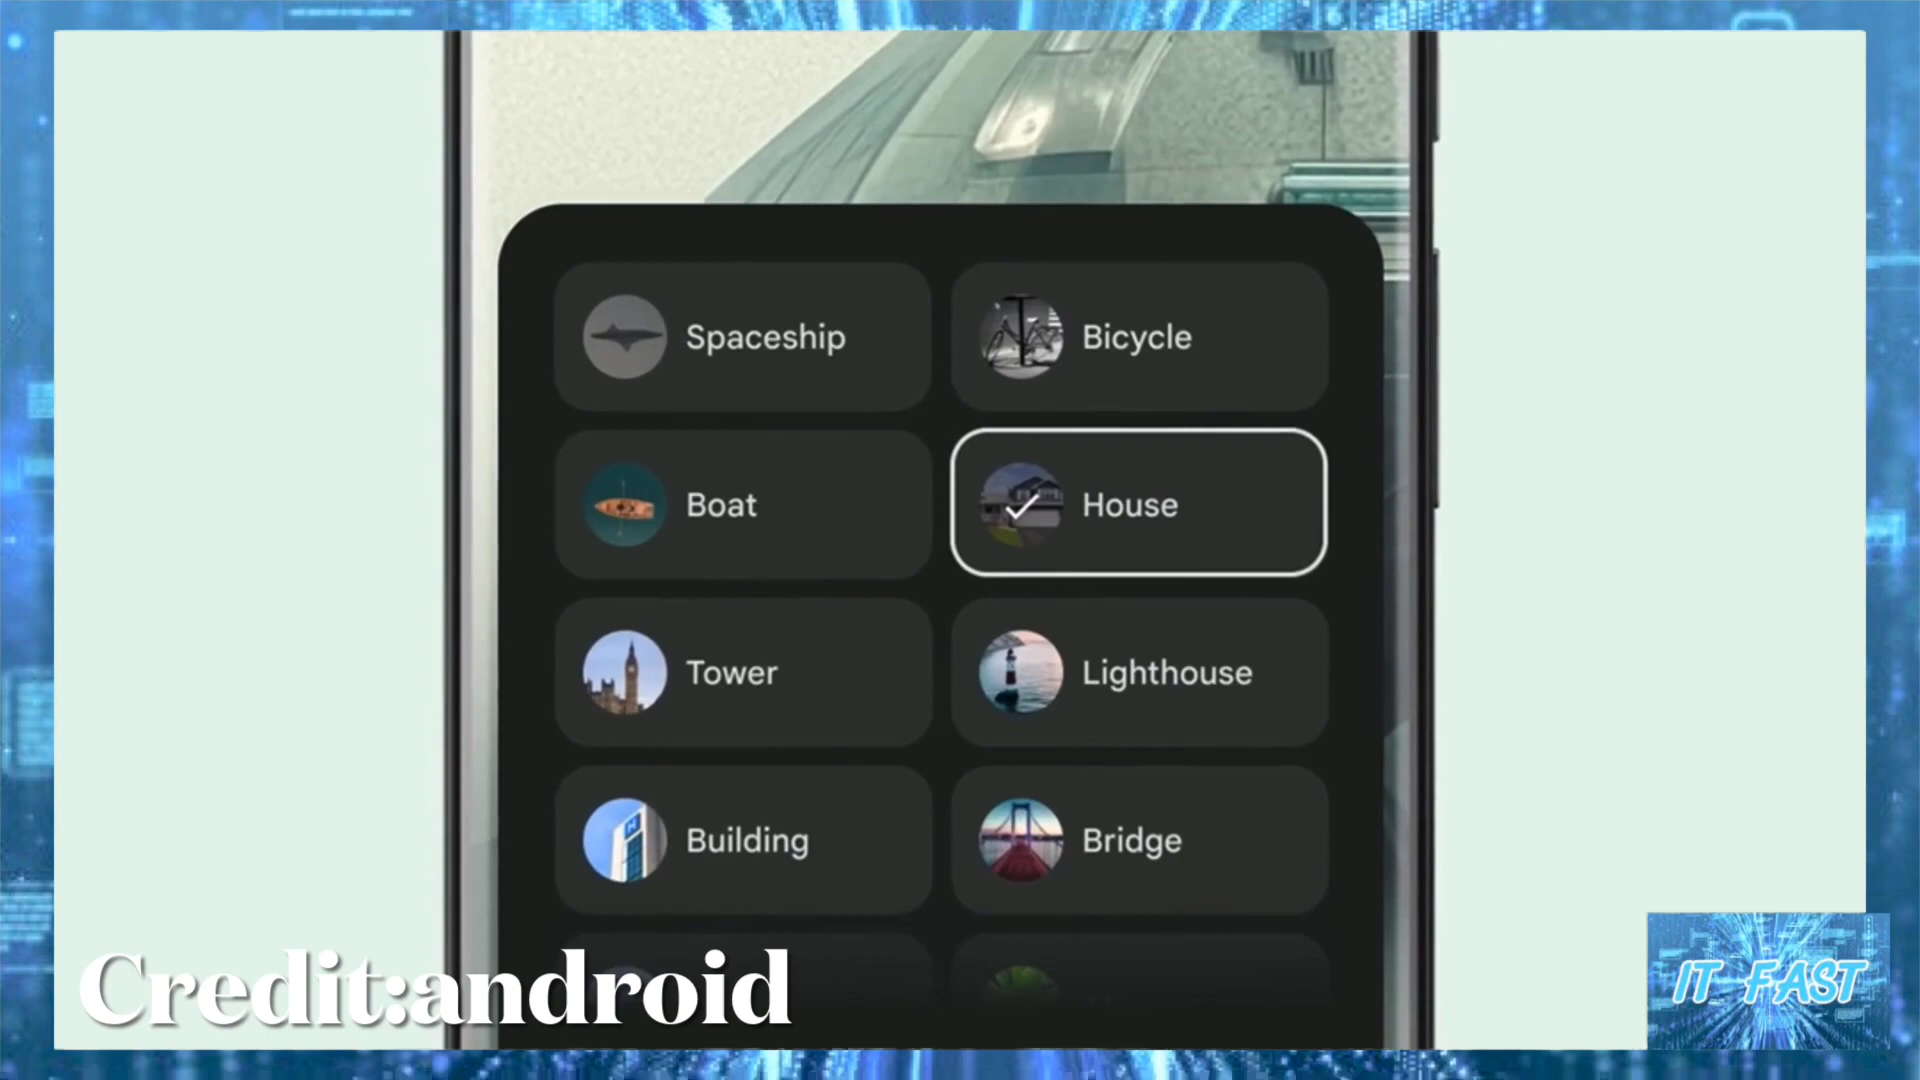 Spaceship
Bicycle
Boat
House
Tower
Lighthouse
Building
Bridge
Credit:android
IT FAST